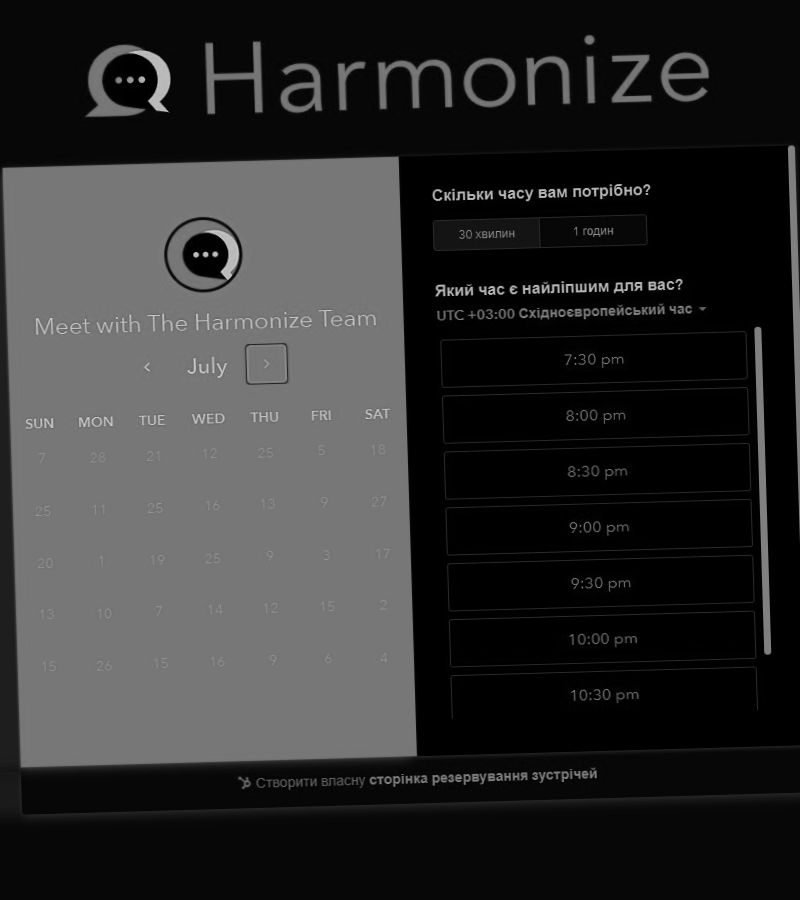 Harmonize
Meet with The Harmonize Team
July
SUN MON TUE WED THU FRI SAT
7 28 21 12 25 5 18
25 11 25 16 13 9 27
20 1 19 25 9 3 17
13 10 7 14 12 15 2
15 26 15 16 9 6 4
Скільки часу вам потрібно?
30 хвилин 1 годин
Який час є найліпшим для вас?
UTC +03:00 Східноєвропейський час
7:30 pm
8:00 pm
8:30 pm
9:00 pm
9:30 pm
10:00 pm
10:30 pm
Створити власну сторінка резервування зустрічей